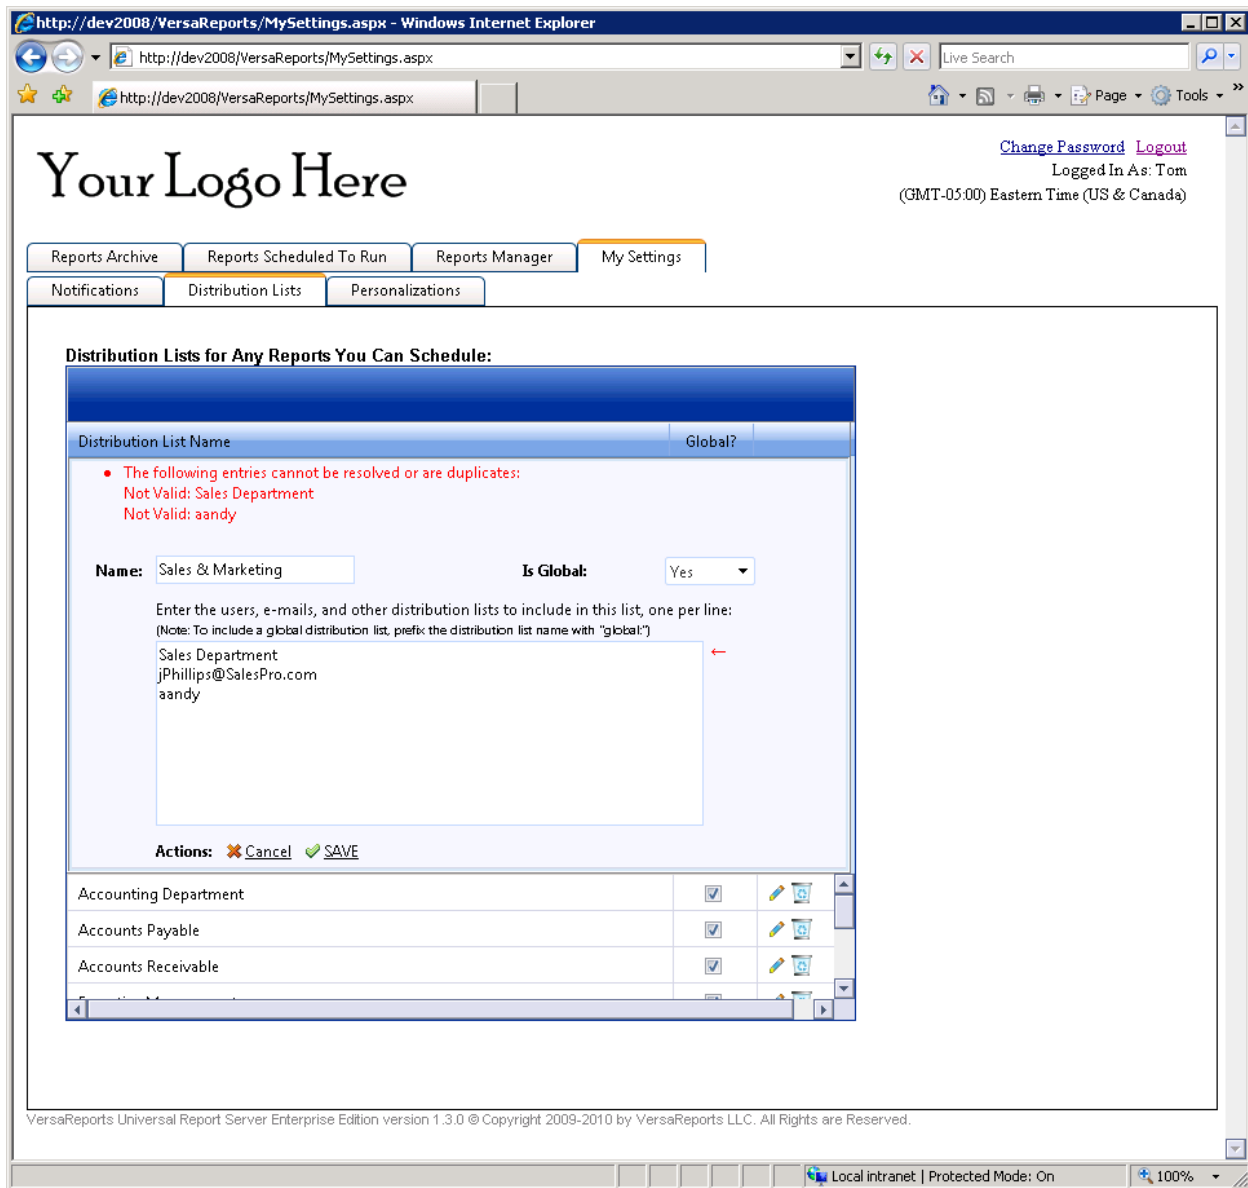 http://dev2008/VersaReports/MySettings.aspx - Windows Internet Explorer
http://dev2008/VersaReports/MySettings.aspx
Live Search
http://dev2008/VersaReports/MySettings.aspx
Page
Tools
»
Your Logo Here
Change Password Logout
Logged In As: Tom
(GMT-05:00) Eastern Time (US & Canada)
Reports Archive
Reports Scheduled To Run
Reports Manager
My Settings
Notifications
Distribution Lists
Personalizations
Distribution Lists for Any Reports You Can Schedule:
Distribution List Name
Global?
• The following entries cannot be resolved or are duplicates:
Not Valid: Sales Department
Not Valid: aandy
Name: Sales & Marketing
Is Global: Yes
Enter the users, e-mails, and other distribution lists to include in this list, one per line:
(Note: To include a global distribution list, prefix the distribution list name with "global:")
Sales Department
←
jPhillips@SalesPro.com
aandy
Actions: Cancel SAVE
Accounting Department
Accounts Payable
Accounts Receivable
VersaReports Universal Report Server Enterprise Edition version 1.3.0 © Copyright 2009-2010 by VersaReports LLC. All Rights are Reserved.
Local intranet | Protected Mode: On
100%